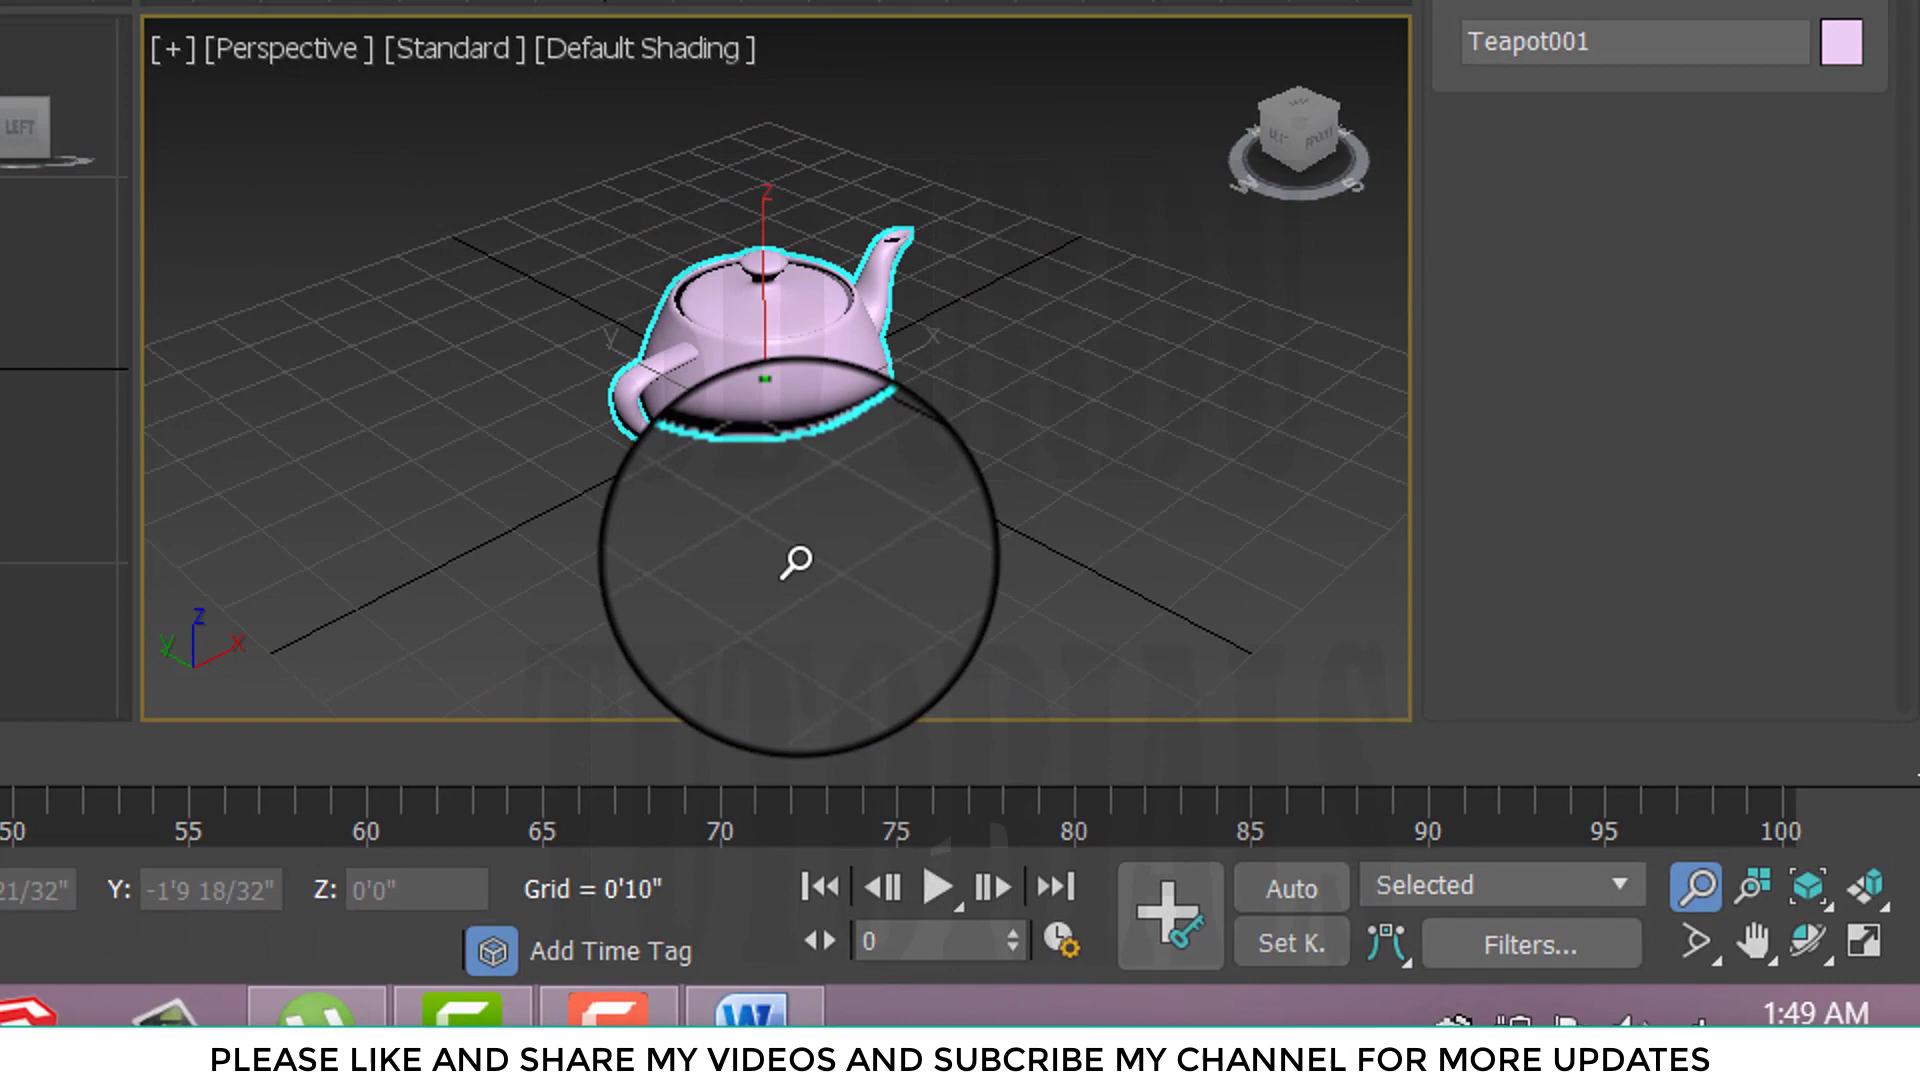 [ + ] [Perspective ] [Standard ] [Default Shading ]
Teapot001
LEFT
Z
y
x
z
y
x
TUTORIALS
50 55 60 65 70 75 80 85 90 95 100
21/32" Y: -1'9 18/32" Z: 0'0" Grid = 0'10"
Auto
Selected
0
Add Time Tag
Set K.
Filters...
W
1:49 AM
PLEASE LIKE AND SHARE MY VIDEOS AND SUBCRIBE MY CHANNEL FOR MORE UPDATES